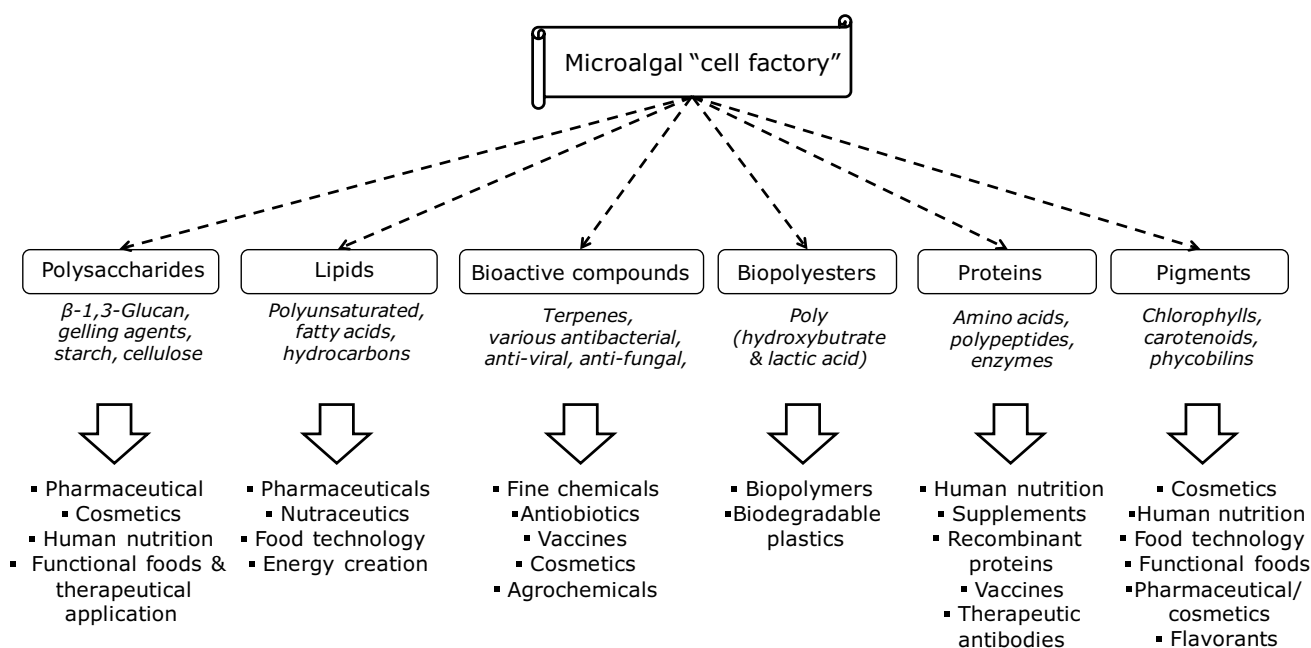 Microalgal “cell factory”
Polysaccharides
β-1,3-Glucan,
gelling agents,
starch, cellulose
▪ Pharmaceutical
▪ Cosmetics
▪ Human nutrition
▪ Functional foods &
therapeutical
application
Lipids
Polyunsaturated,
fatty acids,
hydrocarbons
▪ Pharmaceuticals
▪ Nutraceutics
▪ Food technology
▪ Energy creation
Bioactive compounds
Terpenes,
various antibacterial,
anti-viral, anti-fungal,
▪ Fine chemicals
▪Antiobiotics
▪ Vaccines
▪ Cosmetics
▪ Agrochemicals
Biopolyesters
Poly
(hydroxybutrate
& lactic acid)
▪ Biopolymers
▪Biodegradable
plastics
Proteins
Amino acids,
polypeptides,
enzymes
▪ Human nutrition
▪ Supplements
▪ Recombinant
proteins
▪ Vaccines
▪ Therapeutic
antibodies
Pigments
Chlorophylls,
carotenoids,
phycobilins
▪ Cosmetics
▪Human nutrition
▪ Food technology
▪ Functional foods
▪Pharmaceutical/
cosmetics
▪ Flavorants